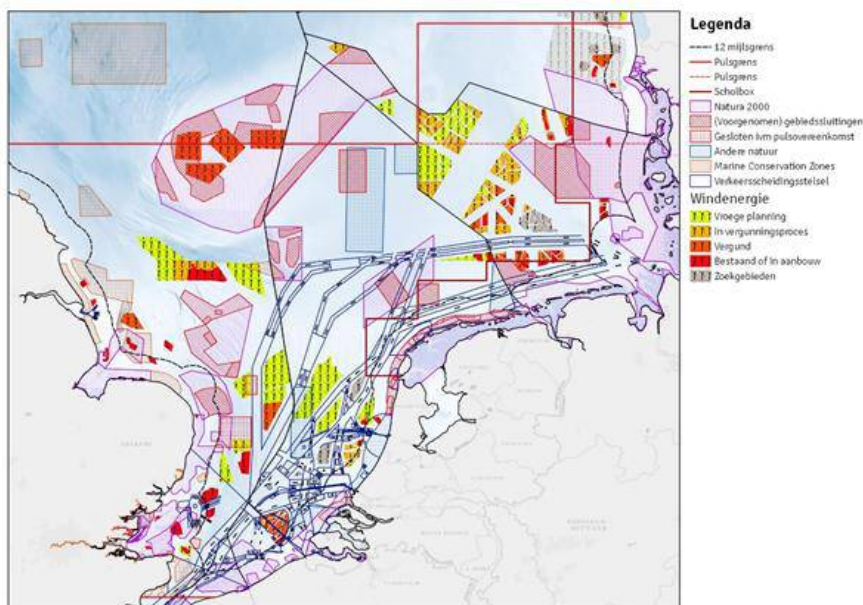 Legenda
12 mijlsgrens
Pulsgrens
Pulsgrens
Scholbox
Natura 2000
(Voorgenomen) gebiedssluitingen
Gesloten ivm pulsovereenkomst
Andere natuur
Marine Conservation Zones
Verkeersscheidingsstelsel
Windenergie
Vroege planning
In vergunningsproces
Vergund
Bestaand of in aanbouw
Zoekgebieden